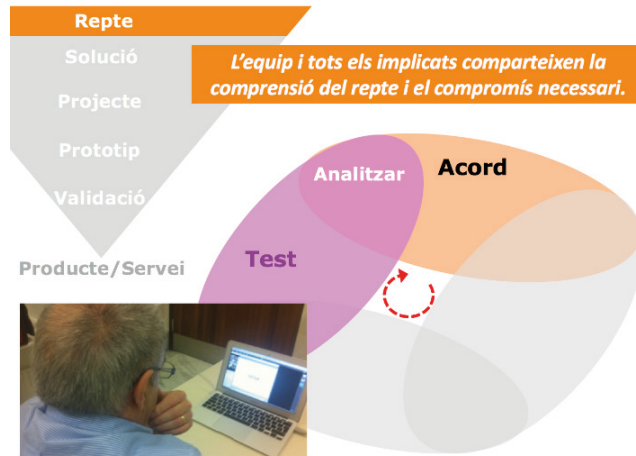 Repte
Solució
Projecte
Prototip
Validació
Producte/Servei
L’equip i tots els implicats comparteixen la
comprensió del repte i el compromís necessari.
Analitzar
Acord
Test